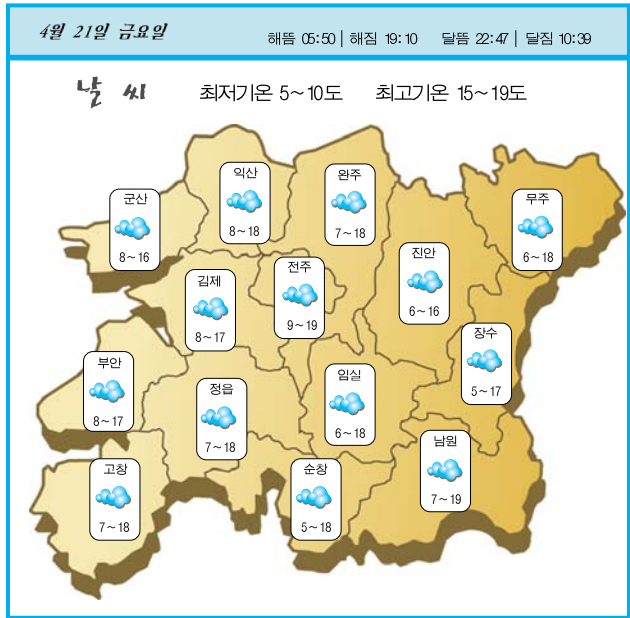 4월 21일 금요일
해뜸 05:50 | 해짐 19:10 달뜸 22:47 | 달짐 10:39
날 씨 최저기온 5~10도 최고기온 15~19도
익산
8~18
완주
7~18
군산
8~16
무주
6~18
진안
6~16
전주
9~19
김제
8~17
장수
5~17
부안
8~17
임실
6~18
정읍
7~18
남원
7~19
고창
7~18
순창
5~18